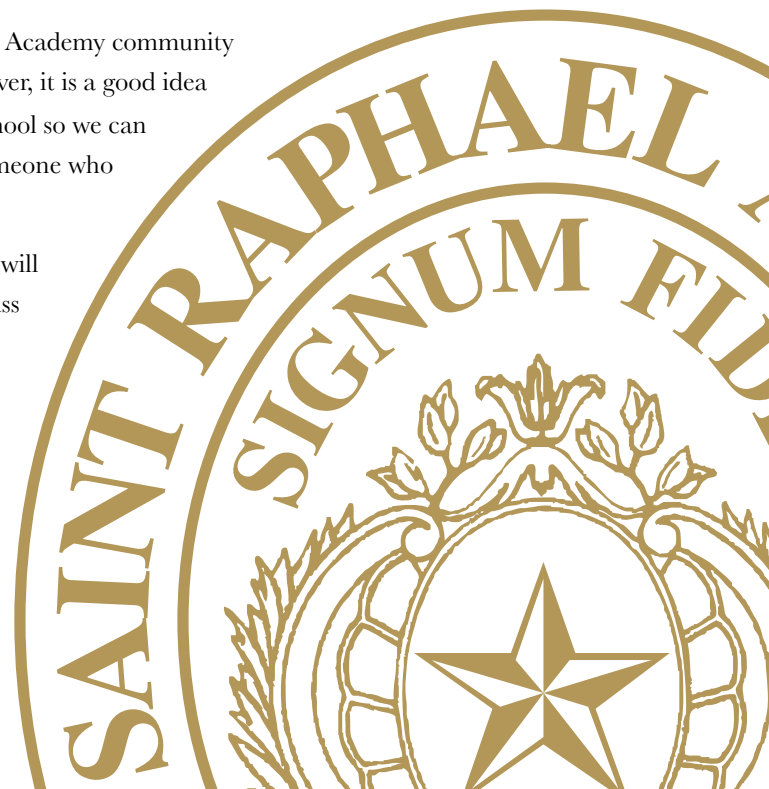 Academy community
ver, it is a good idea
hool so we can
meone who
will
ss
SAINT RAPHAEL
SIGNUM FID